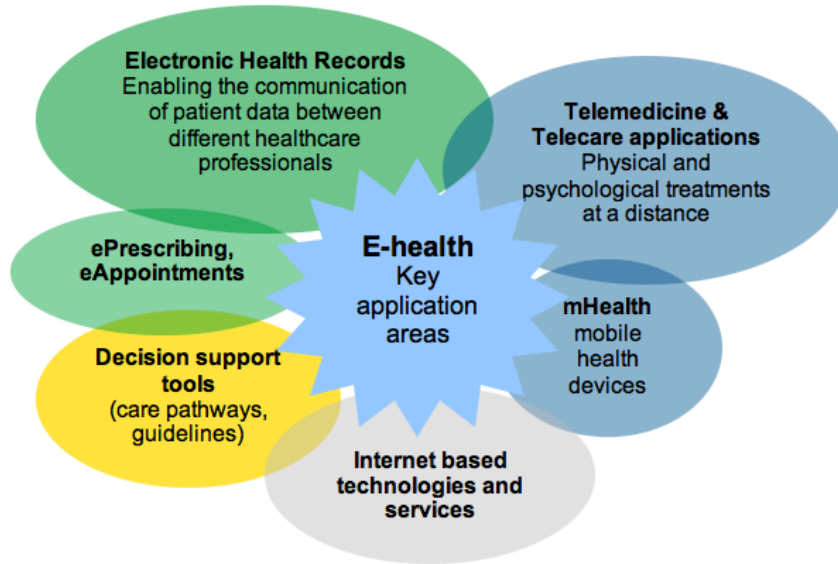 Electronic Health Records
Enabling the communication
of patient data between
different healthcare
professionals
Telemedicine &
Telecare applications
Physical and
psychological treatments
at a distance
ePrescribing,
eAppointments
E-health
Key
application
areas
mHealth
mobile
health
devices
Decision support
tools
(care pathways,
guidelines)
Internet based
technologies and
services